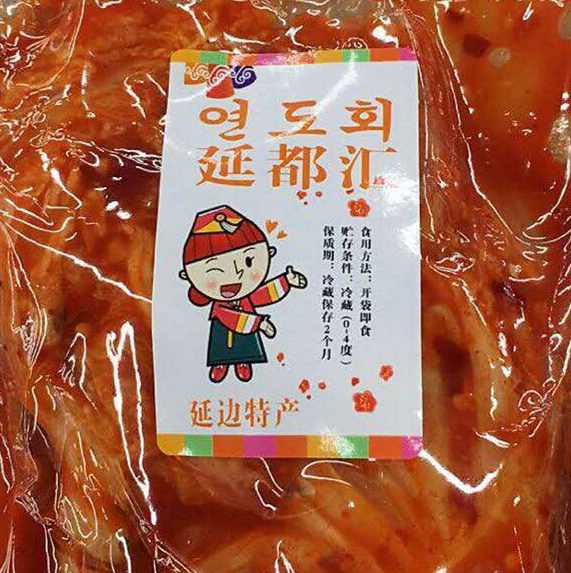 열도회
延都汇
食用方法：开袋即食
贮存条件：冷藏(0-4度)
保质期：冷藏保存2个月
延边特产